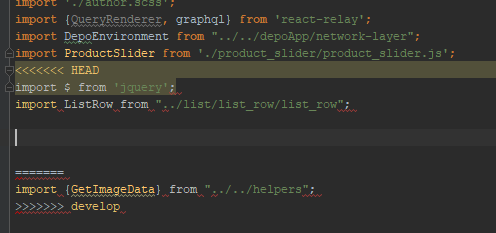 import './author.scss';
import {QueryRenderer, graphql} from 'react-relay';
import DepoEnvironment from "../../depoApp/network-layer";
import ProductSlider from './product_slider/product_slider.js';
<<<<<<< HEAD
import $ from 'jquery';
import ListRow from "../list/list_row/list_row";
=======
import {GetImageData} from "../../helpers";
>>>>>>> develop